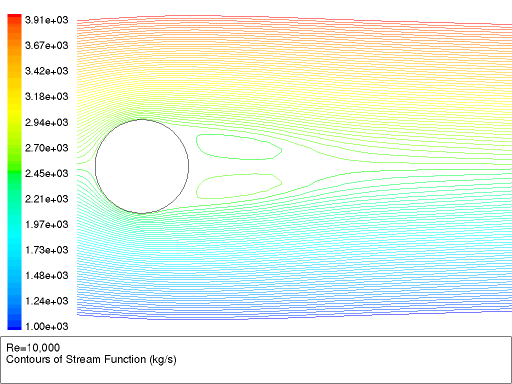 3.91e+03
3.67e+03
3.42e+03
3.18e+03
2.94e+03
2.70e+03
2.45e+03
2.21e+03
1.97e+03
1.73e+03
1.48e+03
1.24e+03
1.00e+03
Re=10,000
Contours of Stream Function (kg/s)